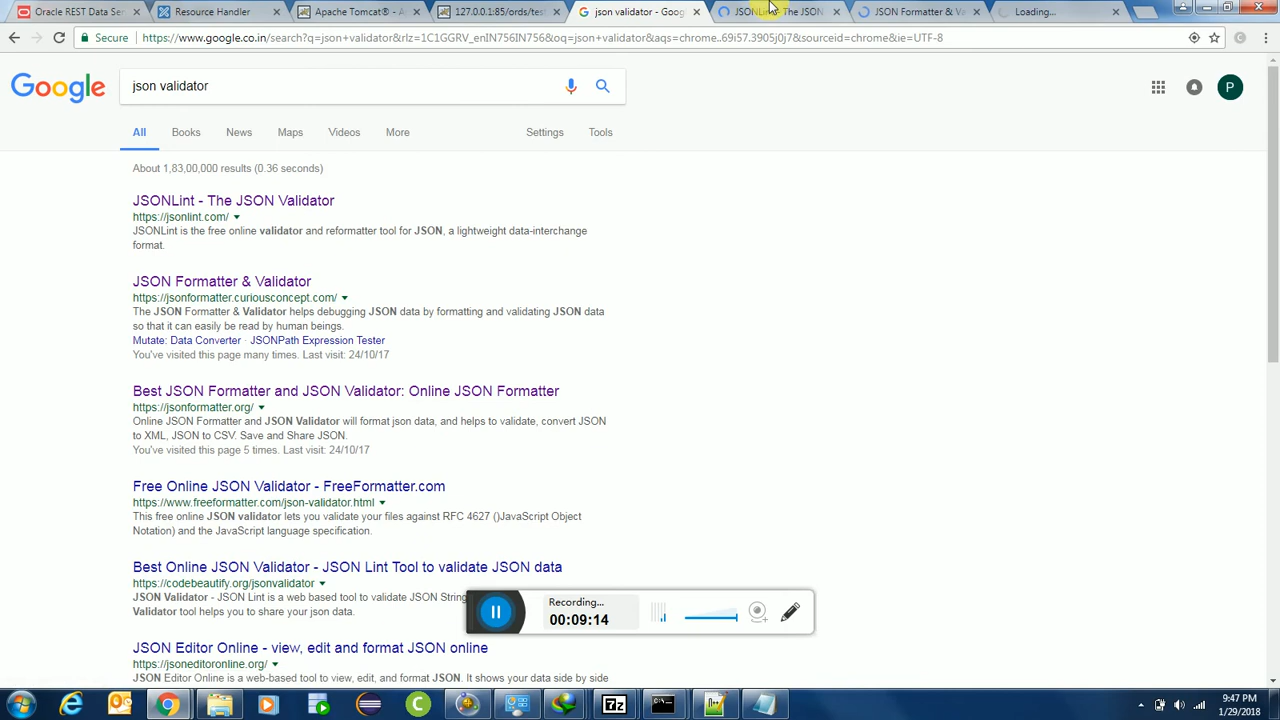 Oracle REST Data Ser
Resource Handler
Apache Tomcat® - A
127.0.0.1:85/ords/test
json validator - Goog
JSONLint - The JSON
JSON Formatter & V
Loading...
Secure
https://www.google.co.in/search?q=json+validator&rlz=1C1GGRV_enIN756IN756&oq=json+validator&aqs=chrome..69i57.3905j0j7&sourceid=chrome&ie=UTF-8
Google
json validator
P
All
Books
News
Maps
Videos
More
Settings
Tools
About 1,83,00,000 results (0.36 seconds)
JSONLint - The JSON Validator
https://jsonlint.com/
JSONLint is the free online validator and reformatter tool for JSON, a lightweight data-interchange
format.
JSON Formatter & Validator
https://jsonformatter.curiousconcept.com/
The JSON Formatter & Validator helps debugging JSON data by formatting and validating JSON data
so that it can easily be read by human beings.
Mutate: Data Converter · JSONPath Expression Tester
You've visited this page many times. Last visit: 24/10/17
Best JSON Formatter and JSON Validator: Online JSON Formatter
https://jsonformatter.org/
Online JSON Formatter and JSON Validator will format json data, and helps to validate, convert JSON
to XML, JSON to CSV. Save and Share JSON.
You've visited this page 5 times. Last visit: 24/10/17
Free Online JSON Validator - FreeFormatter.com
https://www.freeformatter.com/json-validator.html
This free online JSON validator lets you validate your files against RFC 4627 ()JavaScript Object
Notation) and the JavaScript language specification.
Best Online JSON Validator - JSON Lint Tool to validate JSON data
https://codebeautify.org/jsonvalidator
JSON Validator - JSON Lint is a web based tool to validate JSON String
Validator tool helps you to share your json data.
Recording...
00:09:14
JSON Editor Online - view, edit and format JSON online
https://jsoneditoronline.org/
JSON Editor Online is a web-based tool to view, edit, and format JSON. It shows your data side by side
7z
C:\
9:47 PM
1/29/2018